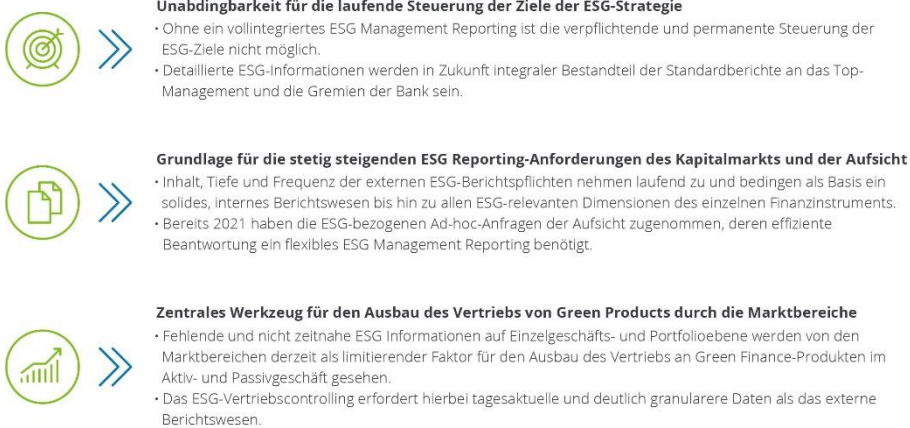 Unabdingbarkeit für die laufende Steuerung der Ziele der ESG-Strategie
• Ohne ein vollintegriertes ESG Management Reporting ist die verpflichtende und permanente Steuerung der
ESG-Ziele nicht möglich.
• Detaillierte ESG-Informationen werden in Zukunft integraler Bestandteil der Standardberichte an das Top-
Management und die Gremien der Bank sein.
Grundlage für die stetig steigenden ESG Reporting-Anforderungen des Kapitalmarkts und der Aufsicht
• Inhalt, Tiefe und Frequenz der externen ESG-Berichtspflichten nehmen laufend zu und bedingen als Basis ein
solides, internes Berichtswesen bis hin zu allen ESG-relevanten Dimensionen des einzelnen Finanzinstruments.
• Bereits 2021 haben die ESG-bezogenen Ad-hoc-Anfragen der Aufsicht zugenommen, deren effiziente
Beantwortung ein flexibles ESG Management Reporting benötigt.
Zentrales Werkzeug für den Ausbau des Vertriebs von Green Products durch die Marktbereiche
• Fehlende und nicht zeitnahe ESG Informationen auf Einzelgeschäfts- und Portfolioebene werden von den
Marktbereichen derzeit als limitierender Faktor für den Ausbau des Vertriebs an Green Finance-Produkten im
Aktiv- und Passivgeschäft gesehen.
• Das ESG-Vertriebscontrolling erfordert hierbei tagesaktuelle und deutlich granularere Daten als das externe
Berichtswesen.